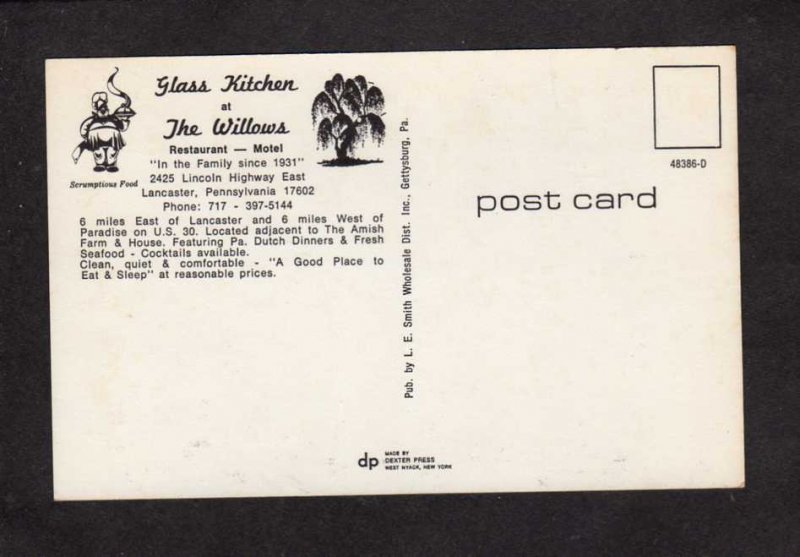 Glass Kitchen
at
The Willows
Restaurant — Motel
"In the Family since 1931"
2425 Lincoln Highway East
Lancaster, Pennsylvania 17602
Phone: 717 - 397-5144
Scrumptious Food
6 miles East of Lancaster and 6 miles West of
Paradise on U.S. 30. Located adjacent to The Amish
Farm & House. Featuring Pa. Dutch Dinners & Fresh
Seafood - Cocktails available.
Clean, quiet & comfortable - "A Good Place to
Eat & Sleep" at reasonable prices.
Pub. by L. E. Smith Wholesale Dist. Inc., Gettysburg, Pa.
48386-D
post card
dp
MADE BY
DEXTER PRESS
WEST NYACK, NEW YORK